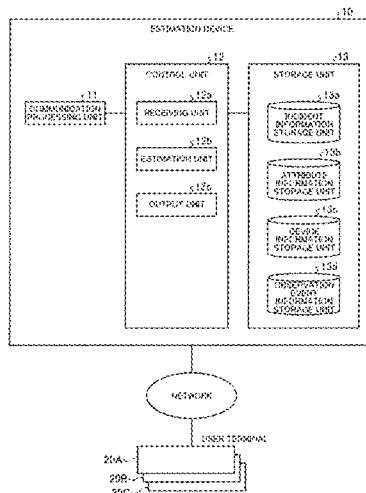 10
ESTIMATION DEVICE
11
COMMUNICATION
PROCESSING UNIT
12
CONTROL UNIT
12a
RECEIVING UNIT
12b
ESTIMATION UNIT
12c
OUTPUT UNIT
13
STORAGE UNIT
13a
INCIDENT
INFORMATION
STORAGE UNIT
13b
ATTRIBUTE
INFORMATION
STORAGE UNIT
13c
DEVICE
INFORMATION
STORAGE UNIT
13d
OBSERVATION
EVENT
INFORMATION
STORAGE UNIT
NETWORK
USER TERMINAL
20A
20B
20C